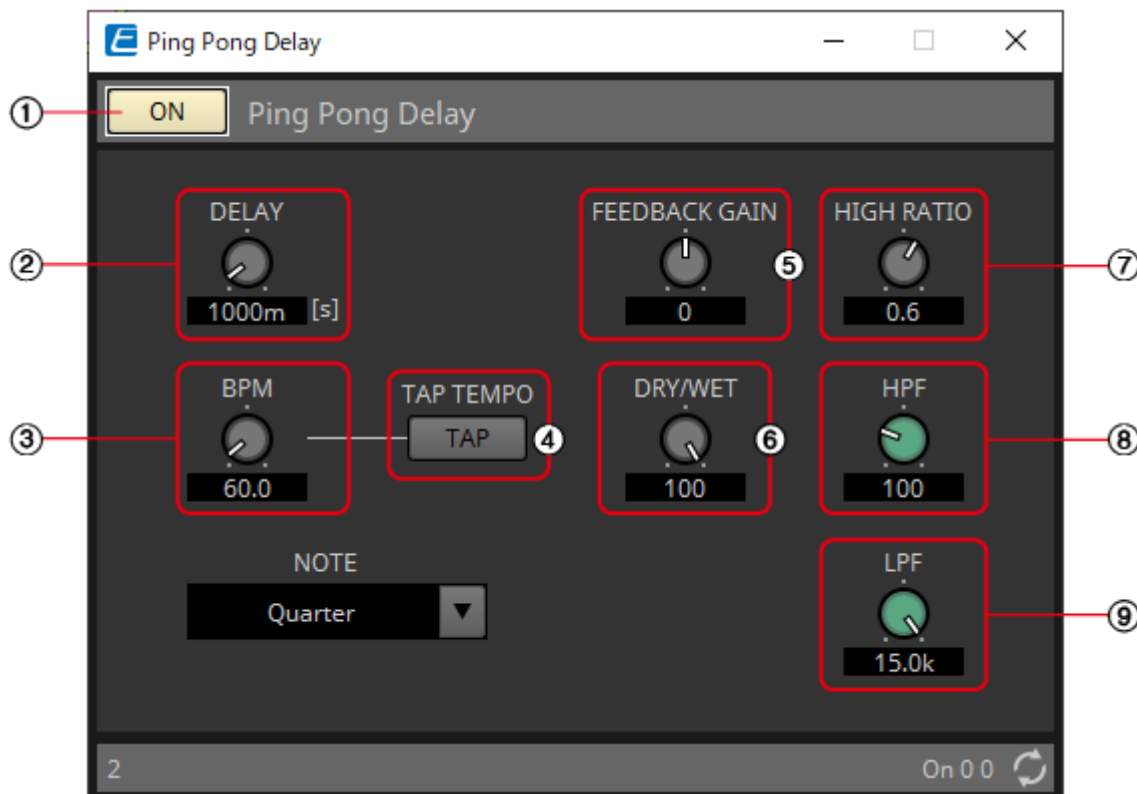 Ping Pong Delay
① ON Ping Pong Delay
DELAY FEEDBACK GAIN HIGH RATIO
② 1000m [s] 0 ⑤ 0.6 ⑦
BPM TAP TEMPO DRY/WET HPF
③ TAP ④ ⑥ ⑧
60.0 100 100
NOTE LPF
Quarter ⑨
15.0k
2 On 0 0